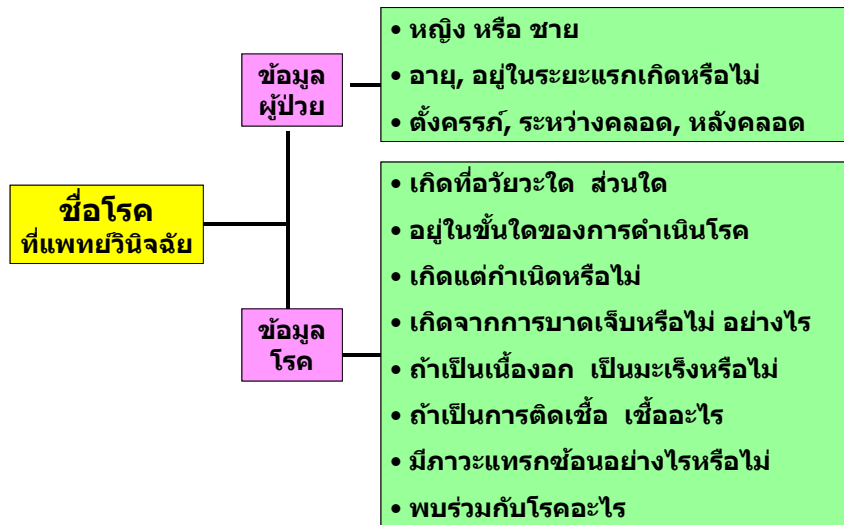 ชื่อโรค
ที่แพทย์วินิจฉัย
ข้อมูล
ผู้ป่วย
• หญิง หรือ ชาย
• อายุ, อยู่ในระยะแรกเกิดหรือไม่
• ตั้งครรภ์, ระหว่างคลอด, หลังคลอด
ข้อมูล
โรค
• เกิดที่อวัยวะใด ส่วนใด
• อยู่ในขั้นใดของการดำเนินโรค
• เกิดแต่กำเนิดหรือไม่
• เกิดจากการบาดเจ็บหรือไม่ อย่างไร
• ถ้าเป็นเนื้องอก เป็นมะเร็งหรือไม่
• ถ้าเป็นการติดเชื้อ เชื้ออะไร
• มีภาวะแทรกซ้อนอย่างไรหรือไม่
• พบร่วมกับโรคอะไร